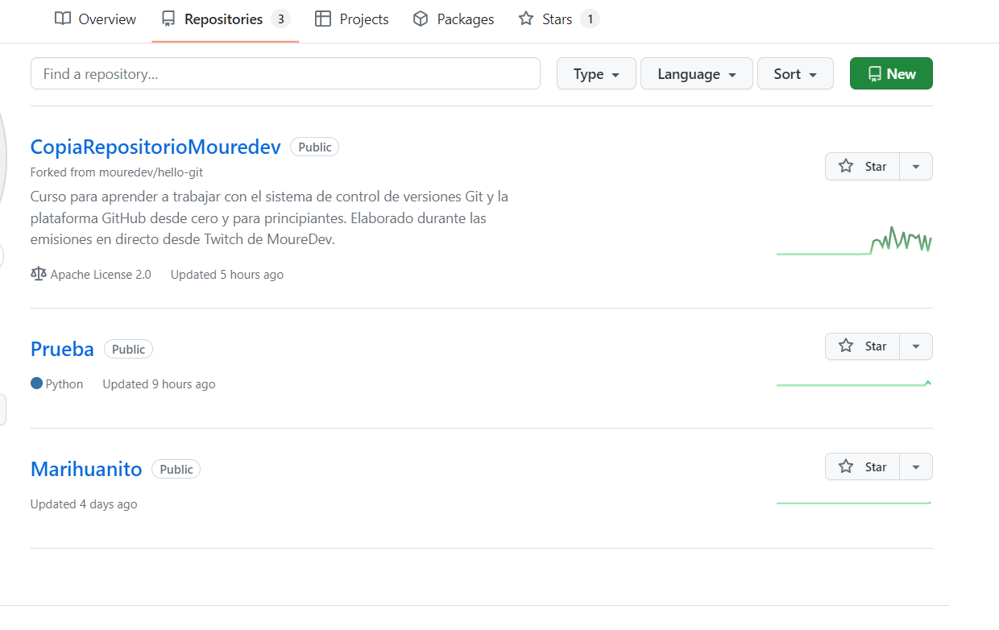 Overview Repositories 3 Projects Packages Stars 1
Find a repository... Type Language Sort New
CopiaRepositorioMouredev Public
Star
Forked from mouredev/hello-git
Curso para aprender a trabajar con el sistema de control de versiones Git y la
plataforma GitHub desde cero y para principiantes. Elaborado durante las
emisiones en directo desde Twitch de MoureDev.
Apache License 2.0 Updated 5 hours ago
Prueba Public
Star
Python Updated 9 hours ago
Marihuanito Public
Star
Updated 4 days ago